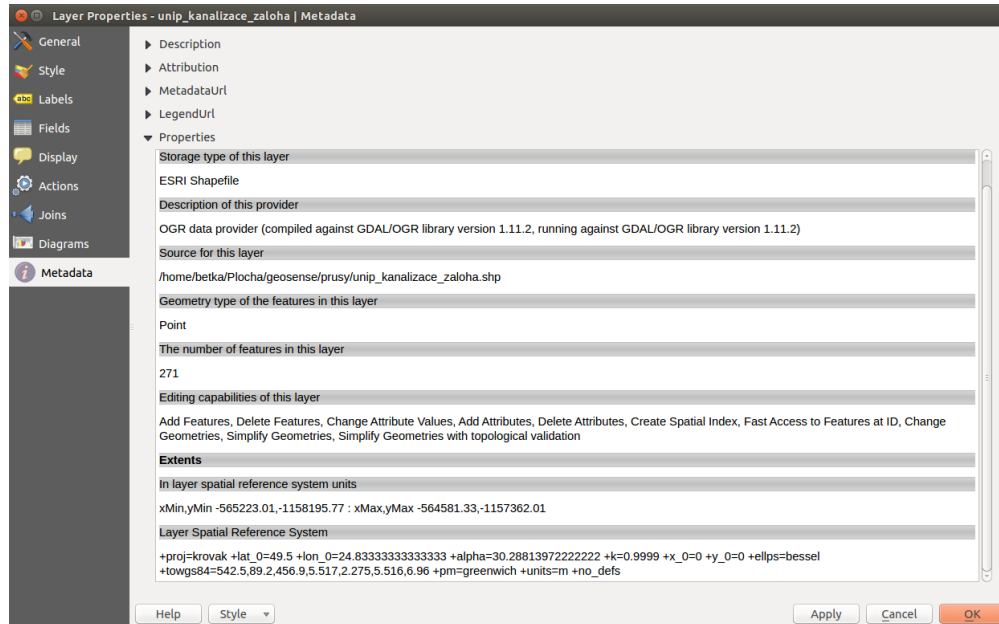 Layer Properties - unip_kanalizace_zaloha | Metadata
General
Style
abc Labels
Fields
Display
Actions
Joins
Diagrams
i Metadata
Description
Attribution
MetadataUrl
LegendUrl
Properties
Storage type of this layer
ESRI Shapefile
Description of this provider
OGR data provider (compiled against GDAL/OGR library version 1.11.2, running against GDAL/OGR library version 1.11.2)
Source for this layer
/home/betka/Plocha/geosense/prusy/unip_kanalizace_zaloha.shp
Geometry type of the features in this layer
Point
The number of features in this layer
271
Editing capabilities of this layer
Add Features, Delete Features, Change Attribute Values, Add Attributes, Delete Attributes, Create Spatial Index, Fast Access to Features at ID, Change
Geometries, Simplify Geometries, Simplify Geometries with topological validation
Extents
In layer spatial reference system units
xMin,yMin -565223.01,-1158195.77 : xMax,yMax -564581.33,-1157362.01
Layer Spatial Reference System
+proj=krovak +lat_0=49.5 +lon_0=24.83333333333333 +alpha=30.28813972222222 +k=0.9999 +x_0=0 +y_0=0 +ellps=bessel
+towgs84=542.5,89.2,456.9,5.517,2.275,5.516,6.96 +pm=greenwich +units=m +no_defs
Help
Style
Apply
Cancel
OK